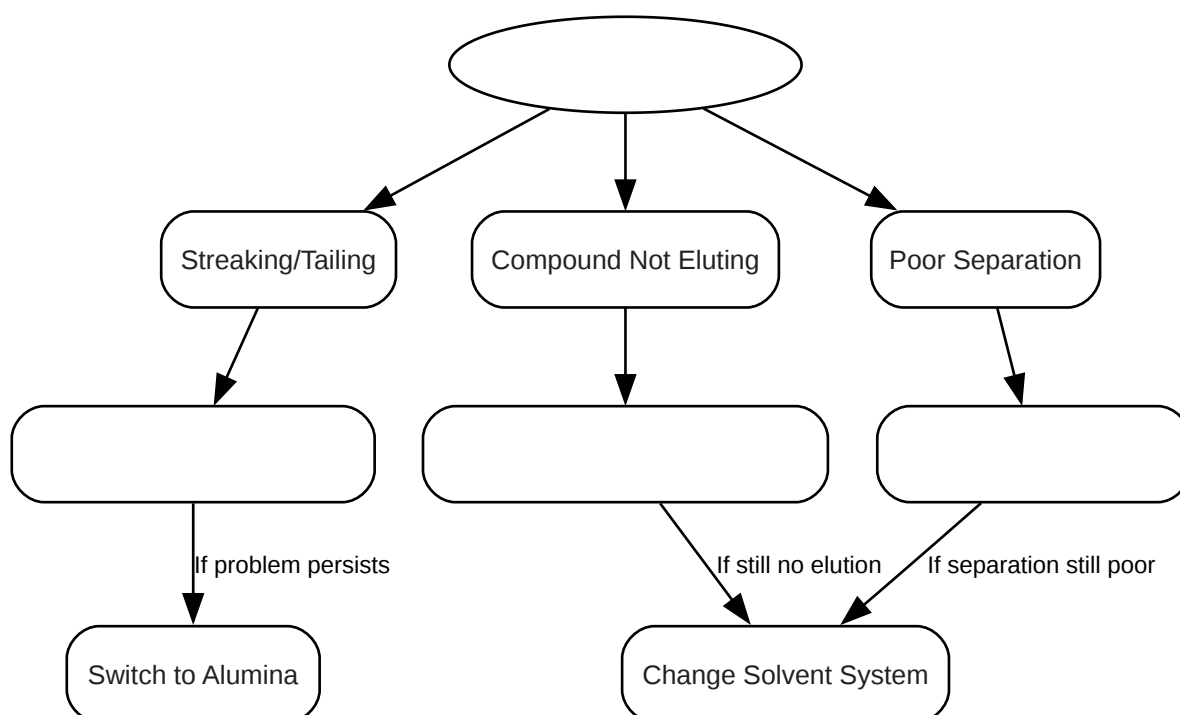 Streaking/Tailing
Compound Not Eluting
Poor Separation
If problem persists
If still no elution
If separation still poor
Switch to Alumina
Change Solvent System